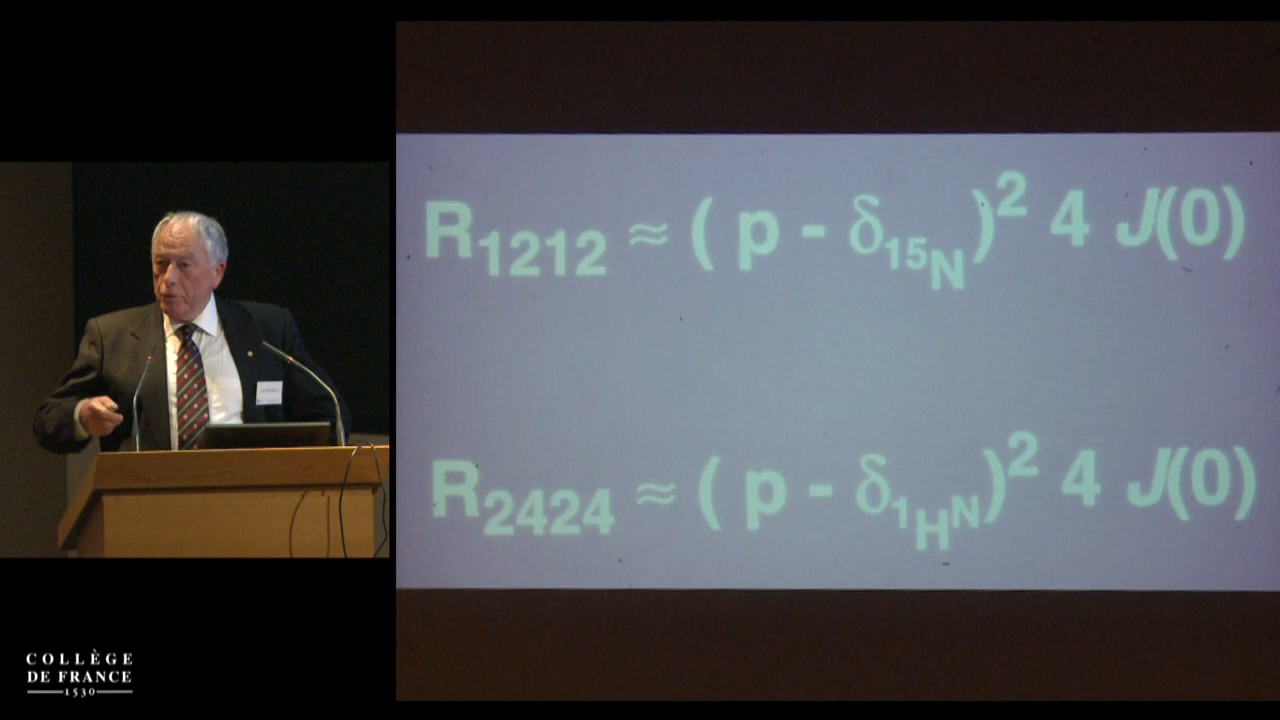 R1212 ≈ ( p - δ15N)² 4 J(0)
R2424 ≈ ( p - δ1HN)² 4 J(0)
COLLÈGE
DE FRANCE
1530